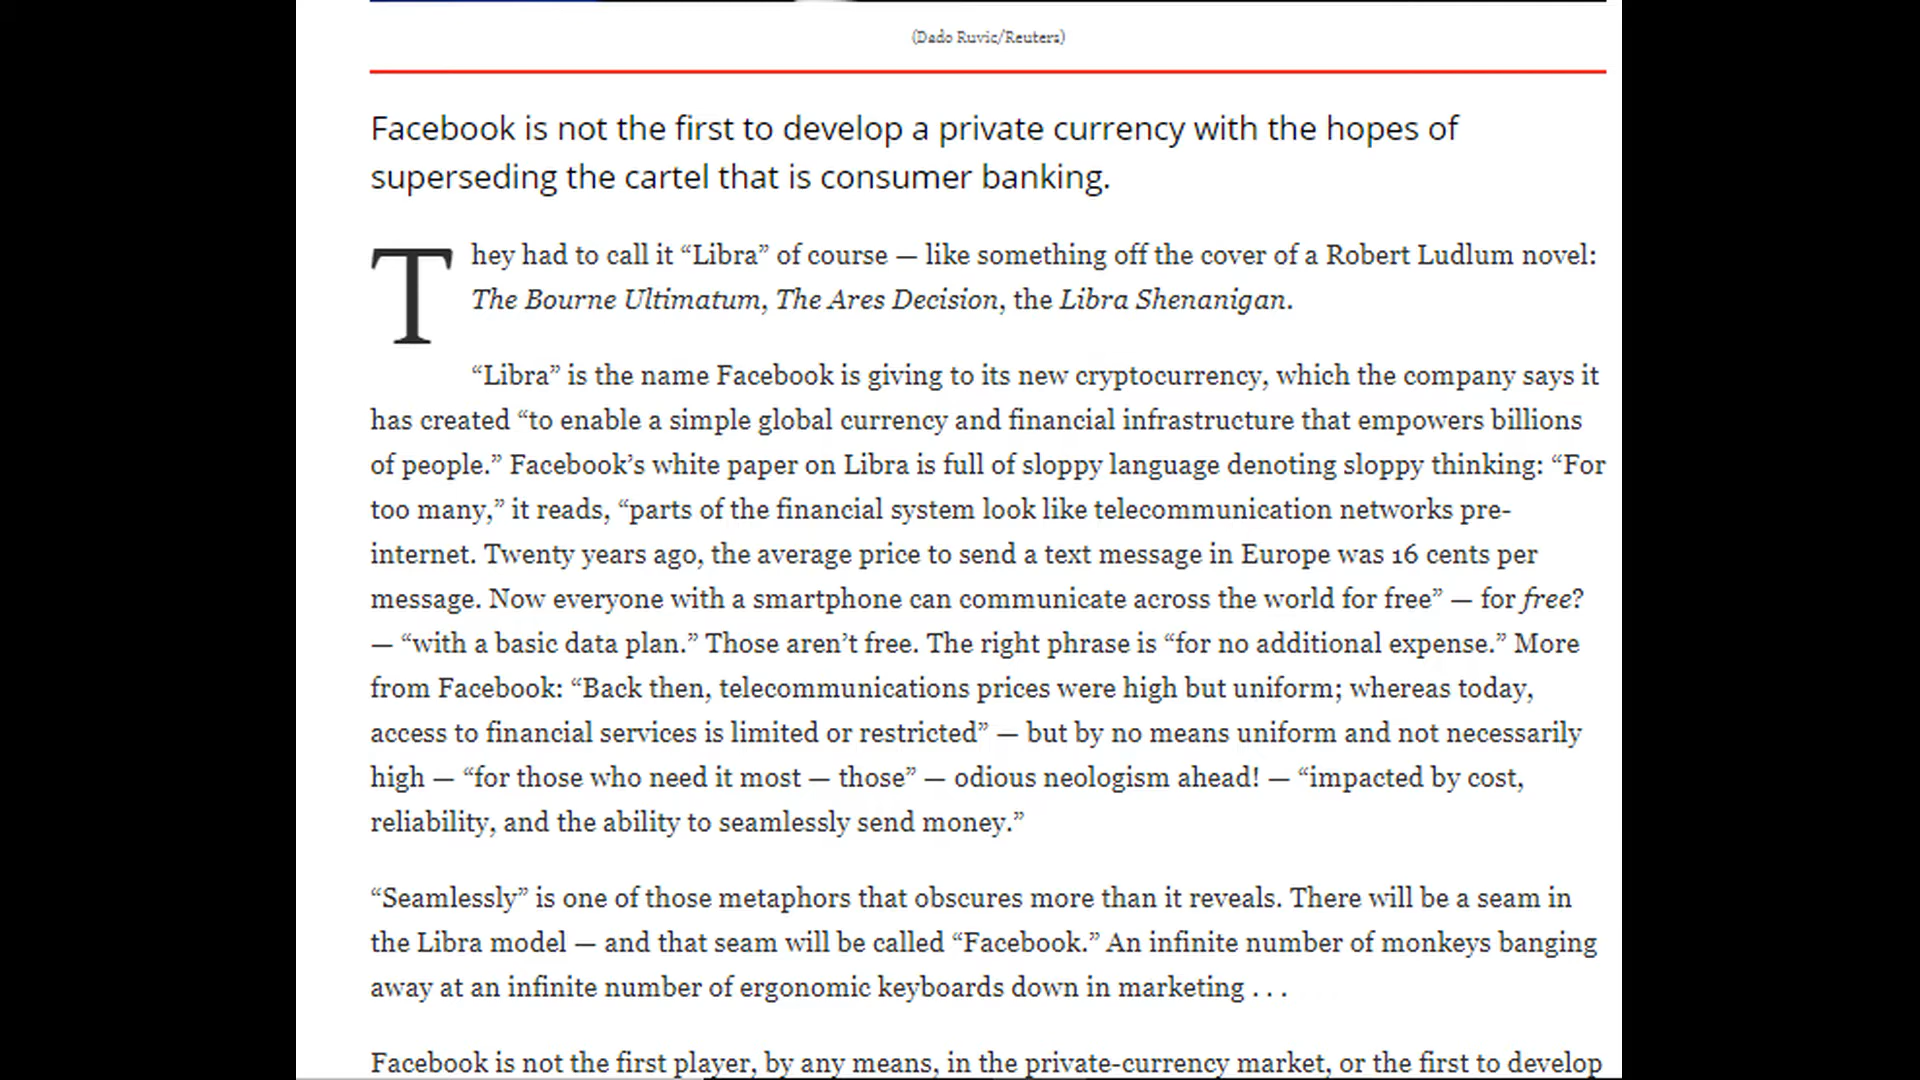 (Dado Ruvic/Reuters)
Facebook is not the first to develop a private currency with the hopes of
superseding the cartel that is consumer banking.
They had to call it “Libra” of course — like something off the cover of a Robert Ludlum novel:
The Bourne Ultimatum, The Ares Decision, the Libra Shenanigan.
“Libra” is the name Facebook is giving to its new cryptocurrency, which the company says it
has created “to enable a simple global currency and financial infrastructure that empowers billions
of people.” Facebook’s white paper on Libra is full of sloppy language denoting sloppy thinking: “For
too many,” it reads, “parts of the financial system look like telecommunication networks pre-
internet. Twenty years ago, the average price to send a text message in Europe was 16 cents per
message. Now everyone with a smartphone can communicate across the world for free” — for free?
— “with a basic data plan.” Those aren’t free. The right phrase is “for no additional expense.” More
from Facebook: “Back then, telecommunications prices were high but uniform; whereas today,
access to financial services is limited or restricted” — but by no means uniform and not necessarily
high — “for those who need it most — those” — odious neologism ahead! — “impacted by cost,
reliability, and the ability to seamlessly send money.”
“Seamlessly” is one of those metaphors that obscures more than it reveals. There will be a seam in
the Libra model — and that seam will be called “Facebook.” An infinite number of monkeys banging
away at an infinite number of ergonomic keyboards down in marketing . . .
Facebook is not the first player, by any means, in the private-currency market, or the first to develop